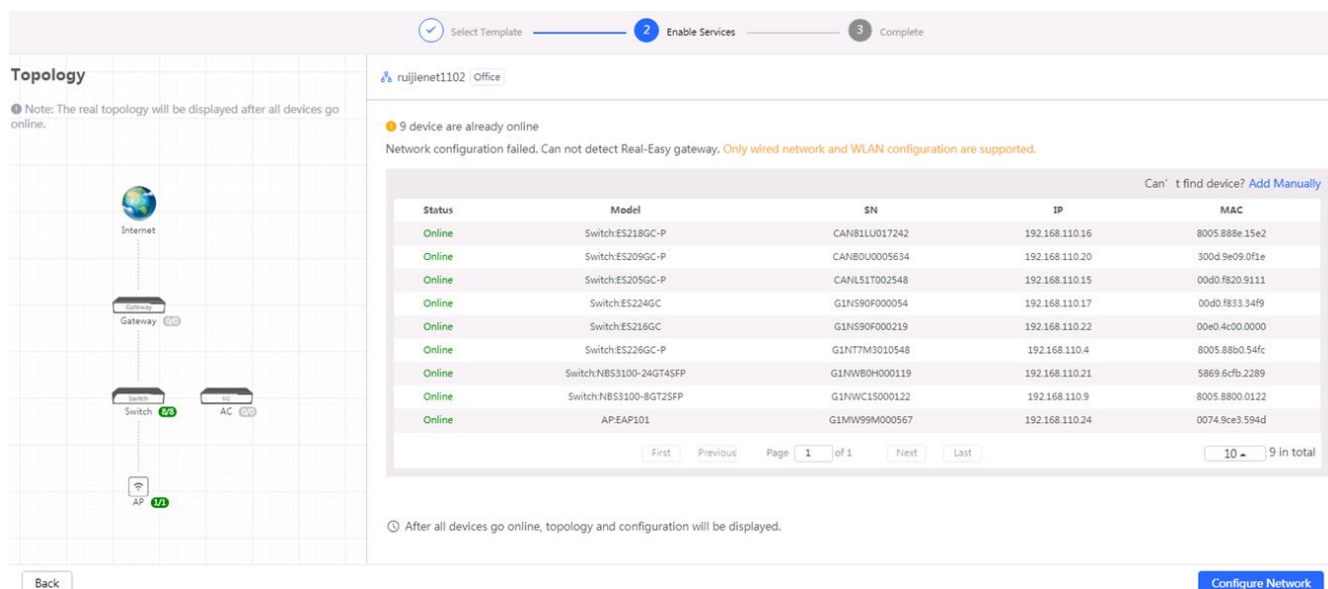 Select Template
2
Enable Services
3
Complete
Topology
Note: The real topology will be displayed after all devices go
online.
Internet
Gateway
Gateway 0/0
Switch
Switch 8/8
AC
AC 0/0
AP 1/1
ruijienet1102 Office
9 device are already online
Network configuration failed. Can not detect Real-Easy gateway. Only wired network and WLAN configuration are supported.
Can' t find device? Add Manually
Status Model SN IP MAC
Online Switch:ES218GC-P CAN81LU017242 192.168.110.16 8005.888e.15e2
Online Switch:ES209GC-P CANB0U0005634 192.168.110.20 300d.9e09.0f1e
Online Switch:ES205GC-P CANL51T002548 192.168.110.15 00d0.f820.9111
Online Switch:ES224GC G1NS90F000054 192.168.110.17 00d0.f833.34f9
Online Switch:ES216GC G1NS90F000219 192.168.110.22 00e0.4c00.0000
Online Switch:ES226GC-P G1NT7M3010548 192.168.110.4 8005.88b0.54fc
Online Switch:NBS3100-24GT4SFP G1NWB0H000119 192.168.110.21 5869.6cfb.2289
Online Switch:NBS3100-8GT2SFP G1NWC1S000122 192.168.110.9 8005.8800.0122
Online AP:EAP101 G1MW99M000567 192.168.110.24 0074.9ce3.594d
First Previous Page 1 of 1 Next Last 10 9 in total
After all devices go online, topology and configuration will be displayed.
Back
Configure Network